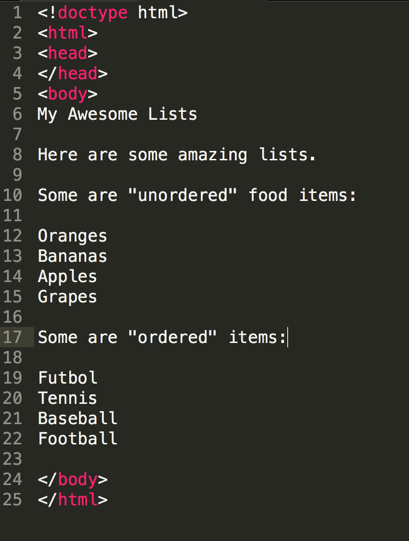 1 <!doctype html>
2 <html>
3 <head>
4 </head>
5 <body>
6 My Awesome Lists
7
8 Here are some amazing lists.
9
10 Some are "unordered" food items:
11
12 Oranges
13 Bananas
14 Apples
15 Grapes
16
17 Some are "ordered" items:
18
19 Futbol
20 Tennis
21 Baseball
22 Football
23
24 </body>
25 </html>